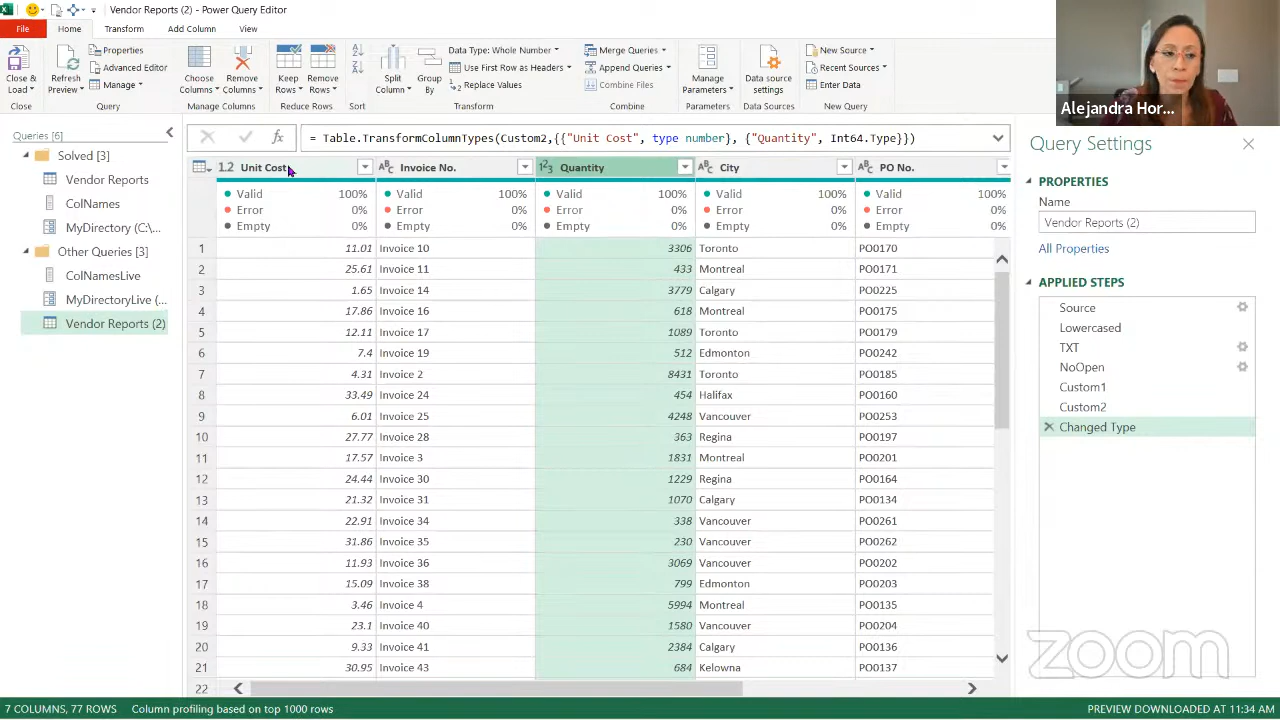 Vendor Reports (2) - Power Query Editor
File Home Transform Add Column View
Close & Load
Close
Refresh Preview
Properties
Advanced Editor
Manage
Query
Choose Columns
Remove Columns
Manage Columns
Keep Rows
Remove Rows
Reduce Rows
Sort
Split Column
Group By
Data Type: Whole Number
Use First Row as Headers
Replace Values
Transform
Merge Queries
Append Queries
Combine Files
Combine
Manage Parameters
Parameters
Data source settings
Data Sources
New Source
Recent Sources
Enter Data
New Query
Alejandra Hor...
Queries [6]
Solved [3]
Vendor Reports
ColNames
MyDirectory (C:\...
Other Queries [3]
ColNamesLive
MyDirectoryLive (...
Vendor Reports (2)
= Table.TransformColumnTypes(Custom2,{{"Unit Cost", type number}, {"Quantity", Int64.Type}})
1.2 Unit Cost ABC Invoice No. 123 Quantity ABC City ABC PO No.
Valid 100% Valid 100% Valid 100% Valid 100% Valid 100%
Error 0% Error 0% Error 0% Error 0% Error 0%
Empty 0% Empty 0% Empty 0% Empty 0% Empty 0%
1 11.01 Invoice 10 3306 Toronto PO0170
2 25.61 Invoice 11 433 Montreal PO0171
3 1.65 Invoice 14 3779 Calgary PO0225
4 17.86 Invoice 16 618 Montreal PO0175
5 12.11 Invoice 17 1089 Toronto PO0179
6 7.4 Invoice 19 512 Edmonton PO0242
7 4.31 Invoice 2 8431 Toronto PO0185
8 33.49 Invoice 24 454 Halifax PO0160
9 6.01 Invoice 25 4248 Vancouver PO0253
10 27.77 Invoice 28 363 Regina PO0197
11 17.57 Invoice 3 1831 Montreal PO0201
12 24.44 Invoice 30 1229 Regina PO0164
13 21.32 Invoice 31 1070 Calgary PO0134
14 22.91 Invoice 34 338 Vancouver PO0261
15 31.86 Invoice 35 230 Vancouver PO0262
16 11.93 Invoice 36 3069 Vancouver PO0202
17 15.09 Invoice 38 799 Edmonton PO0203
18 3.46 Invoice 4 5994 Montreal PO0135
19 23.1 Invoice 40 1580 Vancouver PO0204
20 9.33 Invoice 41 2384 Calgary PO0136
21 30.95 Invoice 43 684 Kelowna PO0137
22
Query Settings
PROPERTIES
Name
Vendor Reports (2)
All Properties
APPLIED STEPS
Source
Lowercased
TXT
NoOpen
Custom1
Custom2
Changed Type
zoom
7 COLUMNS, 77 ROWS Column profiling based on top 1000 rows PREVIEW DOWNLOADED AT 11:34 AM